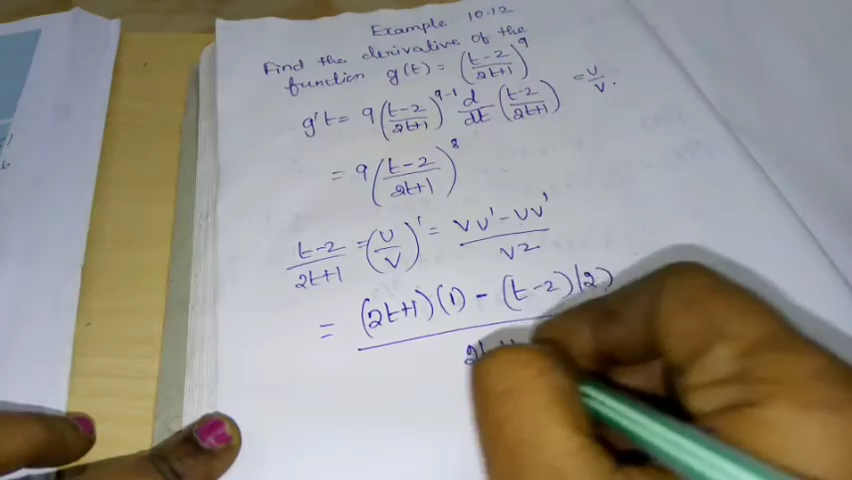 Example 10.12
Find the derivative of the
function g(t) = ((t-2)/(2t+1))^9
g't = 9((t-2)/(2t+1))^9-1 d/dt((t-2)/(2t+1)) = u/v.
= 9((t-2)/(2t+1))^8
(t-2)/(2t+1) = (u/v)' = (vu' - uv')/v2
= (2t+1)(1) - (t-2)(2)